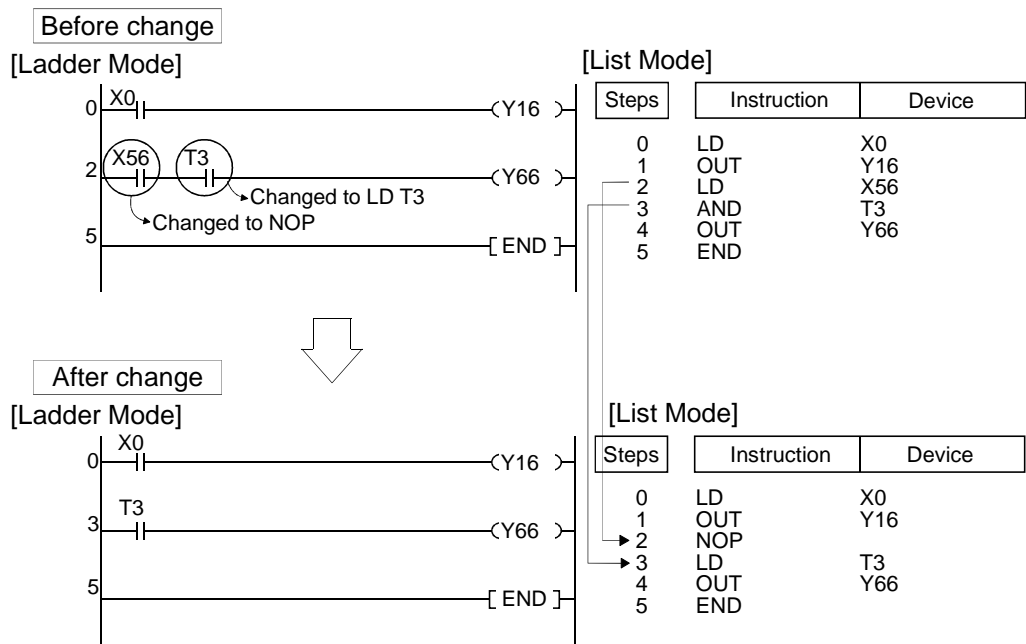 Before change
[Ladder Mode]
0 X0 Y16
2 X56 T3 Y66
Changed to LD T3
Changed to NOP
5 END
[List Mode]
Steps Instruction Device
0 LD X0
1 OUT Y16
2 LD X56
3 AND T3
4 OUT Y66
5 END
After change
[Ladder Mode]
0 X0 Y16
3 T3 Y66
5 END
[List Mode]
Steps Instruction Device
0 LD X0
1 OUT Y16
2 NOP
3 LD T3
4 OUT Y66
5 END